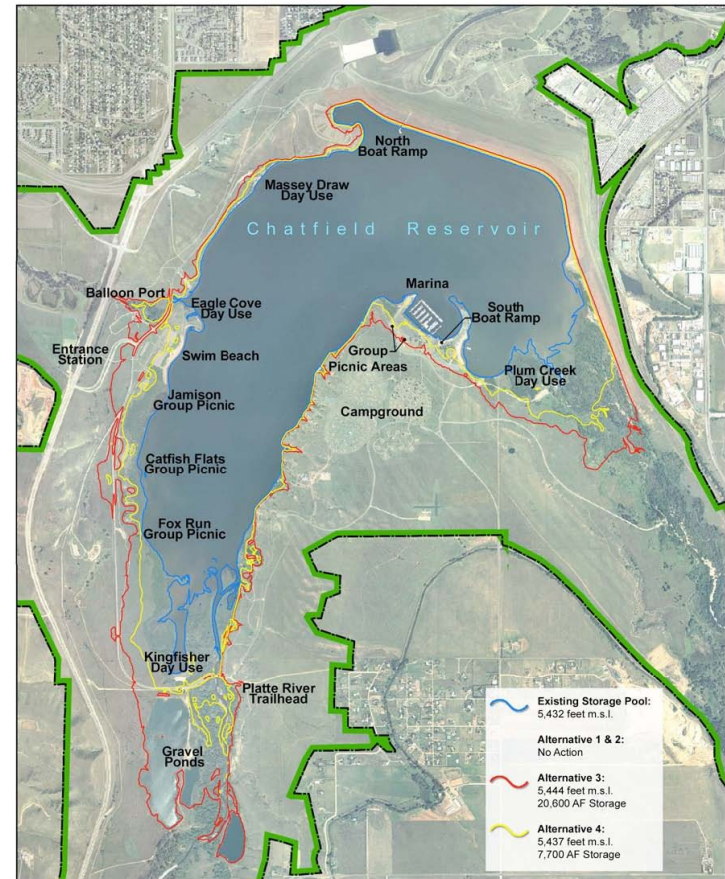 North
Boat Ramp
Massey Draw
Day Use
Chatfield Reservoir
Marina
Balloon Port
Eagle Cove
Day Use
South
Boat Ramp
Entrance
Station
Swim Beach
Group
Picnic Areas
Plum Creek
Day Use
Jamison
Group Picnic
Campground
Catfish Flats
Group Picnic
Fox Run
Group Picnic
Kingfisher
Day Use
Platte River
Trailhead
Gravel
Ponds
Existing Storage Pool:
5,432 feet m.s.l.
Alternative 1 & 2:
No Action
Alternative 3:
5,444 feet m.s.l.
20,600 AF Storage
Alternative 4:
5,437 feet m.s.l.
7,700 AF Storage